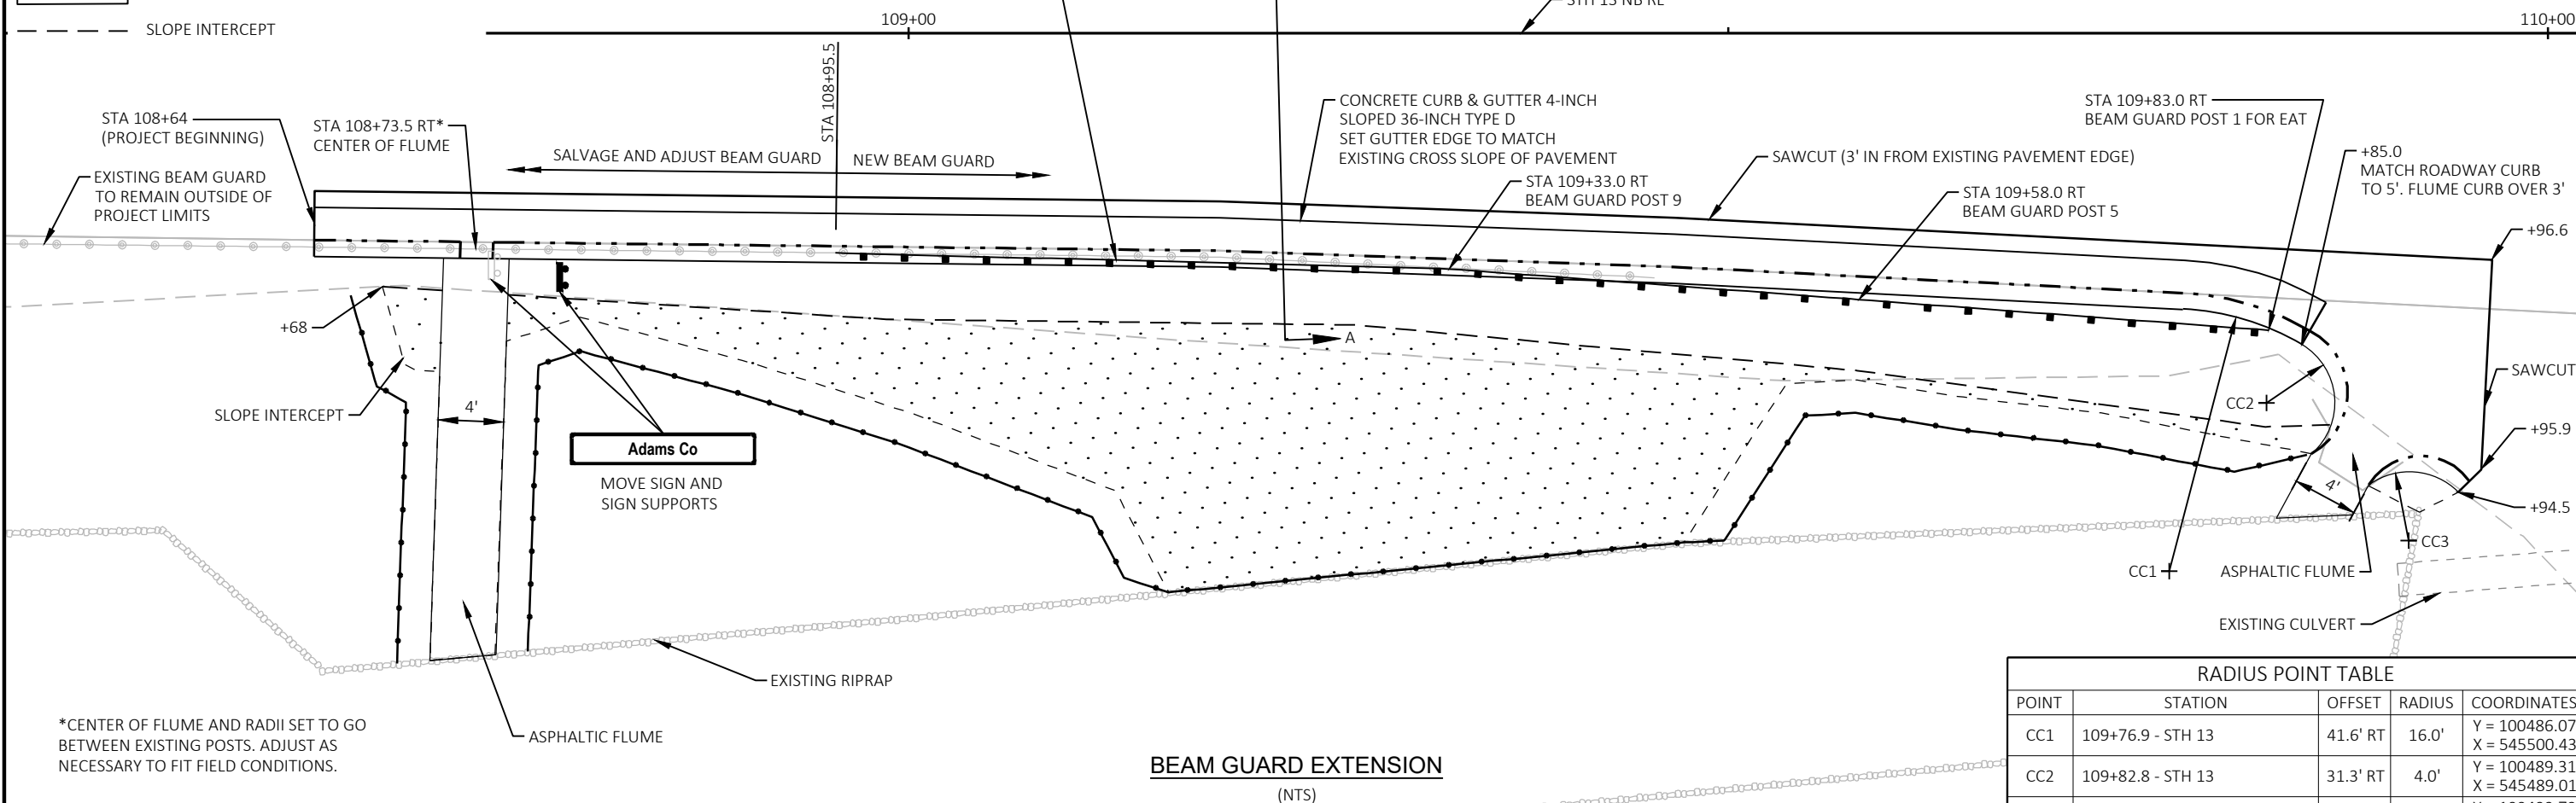 STH 13 NB RL
109+00
110+00
SLOPE INTERCEPT
STA 108+95.5
STA 108+64
(PROJECT BEGINNING)
STA 108+73.5 RT*
CENTER OF FLUME
SALVAGE AND ADJUST BEAM GUARD
NEW BEAM GUARD
CONCRETE CURB & GUTTER 4-INCH
SLOPED 36-INCH TYPE D
SET GUTTER EDGE TO MATCH
EXISTING CROSS SLOPE OF PAVEMENT
STA 109+83.0 RT
BEAM GUARD POST 1 FOR EAT
SAWCUT (3' IN FROM EXISTING PAVEMENT EDGE)
+85.0
MATCH ROADWAY CURB
TO 5'. FLUME CURB OVER 3'
EXISTING BEAM GUARD
TO REMAIN OUTSIDE OF
PROJECT LIMITS
STA 109+33.0 RT
BEAM GUARD POST 9
STA 109+58.0 RT
BEAM GUARD POST 5
+96.6
+68
A
SAWCUT
SLOPE INTERCEPT
4'
CC2
+95.9
Adams Co
MOVE SIGN AND
SIGN SUPPORTS
4'
+94.5
CC3
CC1
ASPHALTIC FLUME
EXISTING CULVERT
EXISTING RIPRAP
ASPHALTIC FLUME
*CENTER OF FLUME AND RADII SET TO GO
BETWEEN EXISTING POSTS. ADJUST AS
NECESSARY TO FIT FIELD CONDITIONS.
BEAM GUARD EXTENSION
(NTS)
RADIUS POINT TABLE
POINT STATION OFFSET RADIUS COORDINATES
CC1 109+76.9 - STH 13 41.6' RT 16.0' Y = 100486.07
X = 545500.43
CC2 109+82.8 - STH 13 31.3' RT 4.0' Y = 100489.31
X = 545489.01